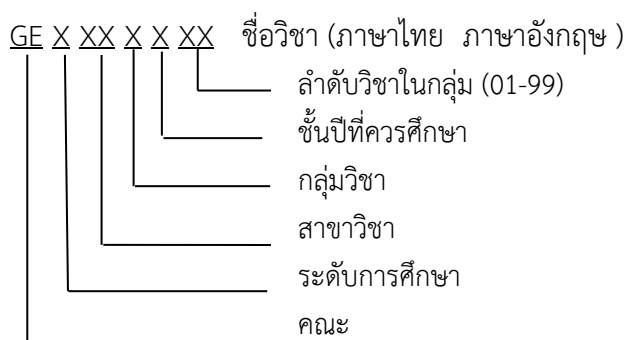 GE X XX X X XX ชื่อวิชา (ภาษาไทย ภาษาอังกฤษ )
ลำดับวิชาในกลุ่ม (01-99)
ชั้นปีที่ควรศึกษา
กลุ่มวิชา
สาขาวิชา
ระดับการศึกษา
คณะ